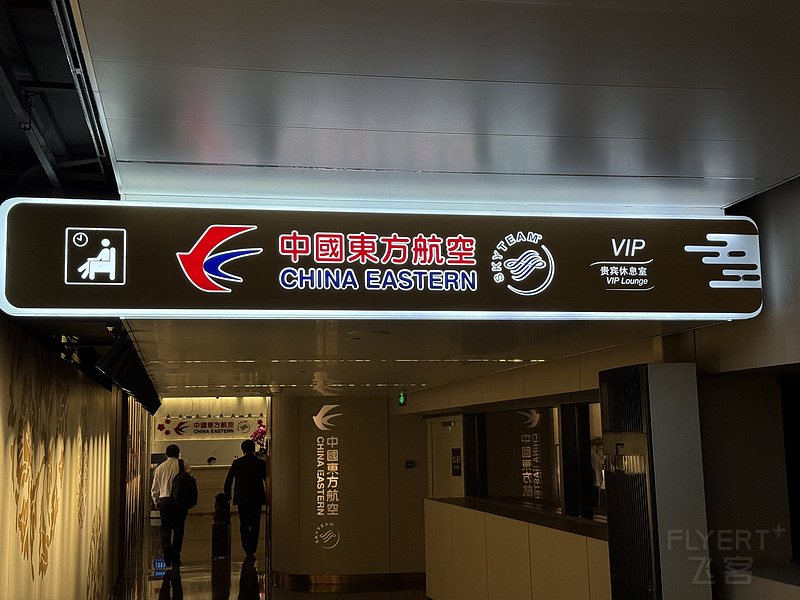 中國東方航空
CHINA EASTERN
SKYTEAM
VIP
贵宾休息室
VIP Lounge
中國東方航空
CHINA EASTERN
中國東方航空
CHINA EASTERN
SKYTEAM
FLYERT+
飞客